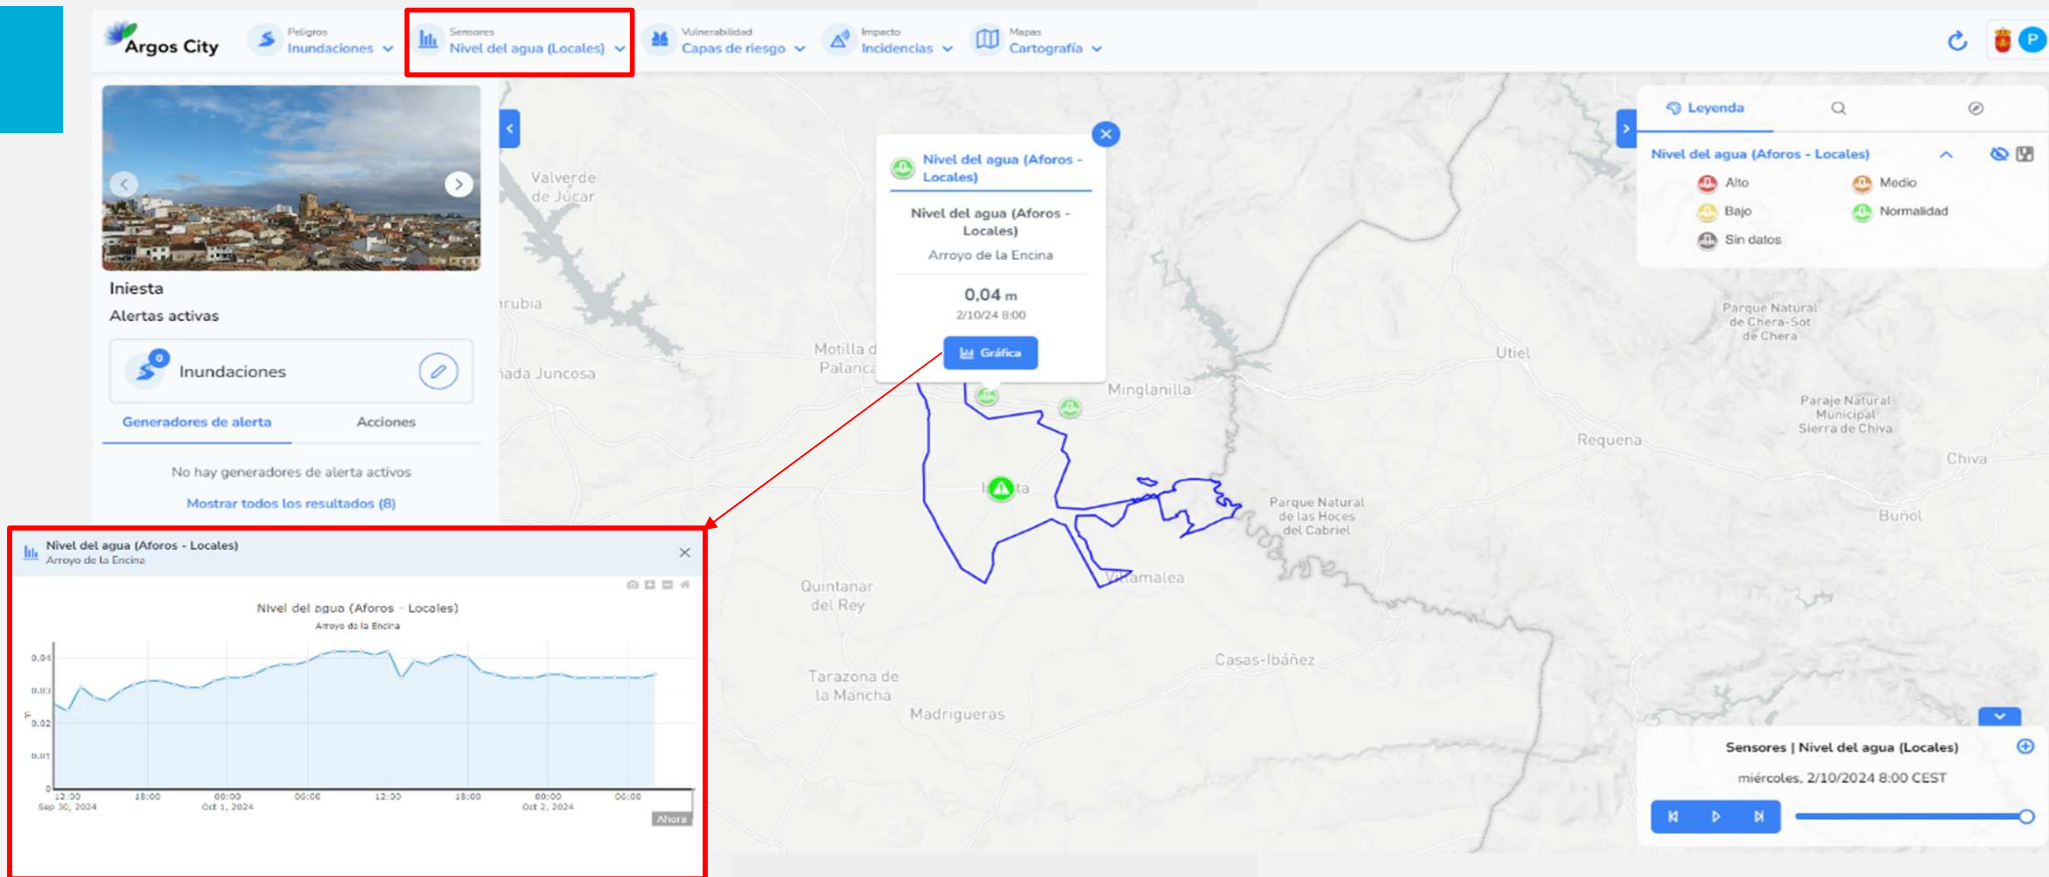 Argos City
Peligros
Inundaciones
Sensores
Nivel del agua (Locales)
Vulnerabilidad
Capas de riesgo
Impacto
Incidencias
Mapas
Cartografía
P
Iniesta
Alertas activas
0
Inundaciones
Generadores de alerta
Acciones
No hay generadores de alerta activos
Mostrar todos los resultados (8)
Nivel del agua (Aforos -
Locales)
Nivel del agua (Aforos -
Locales)
Arroyo de la Encina
0,04 m
2/10/24 8:00
Gráfica
Valverde
de Júcar
Motilla d
Palanca
Minglanilla
Utiel
Requena
Parque Natural
de Chera-Sot
de Chera
Paraje Natural
Municipal
Sierra de Chiva
Chiva
Buñol
Parque Natural
de las Hoces
del Cabriel
Quintanar
del Rey
Casas-Ibáñez
Tarazona de
la Mancha
Madrigueras
Leyenda
Nivel del agua (Aforos - Locales)
Alto
Medio
Bajo
Normalidad
Sin datos
Sensores | Nivel del agua (Locales)
miércoles, 2/10/2024 8:00 CEST
Nivel del agua (Aforos - Locales)
Arroyo de la Encina
Nivel del agua (Aforos - Locales)
Arroyo de la Encina
0.04
0.03
0.02
0.01
0
12:00
18:00
00:00
06:00
12:00
18:00
00:00
06:00
Sep 30, 2024
Oct 1, 2024
Oct 2, 2024
Ahora